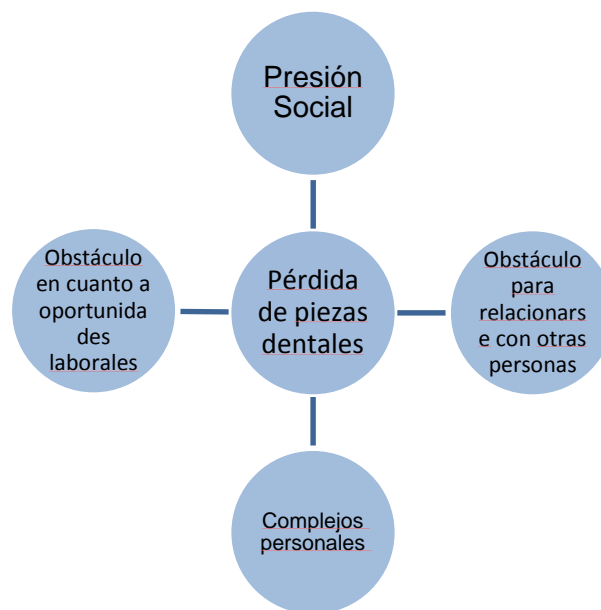 Presión
Social
Obstáculo
en cuanto a
oportunida
des
laborales
Pérdida
de piezas
dentales
Obstáculo
para
relacionars
e con otras
personas
Complejos
personales